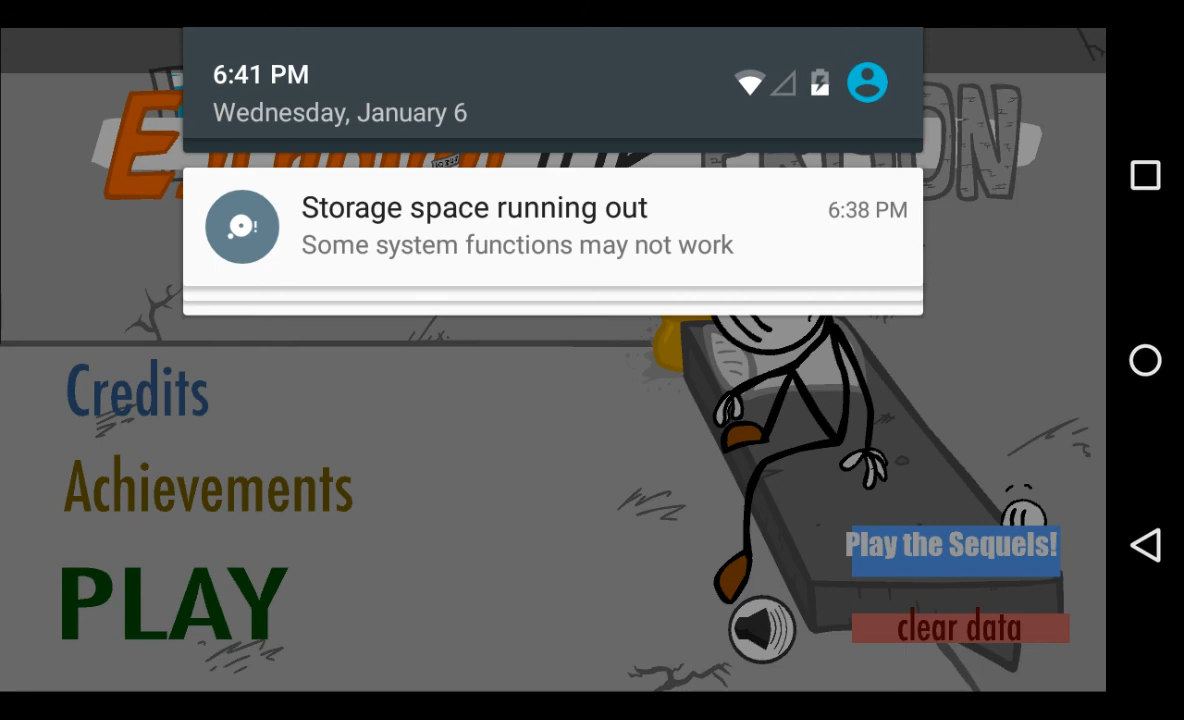 6:41 PM
Wednesday, January 6
Storage space running out
6:38 PM
Some system functions may not work
Credits
Achievements
PLAY
Play the Sequels!
clear data